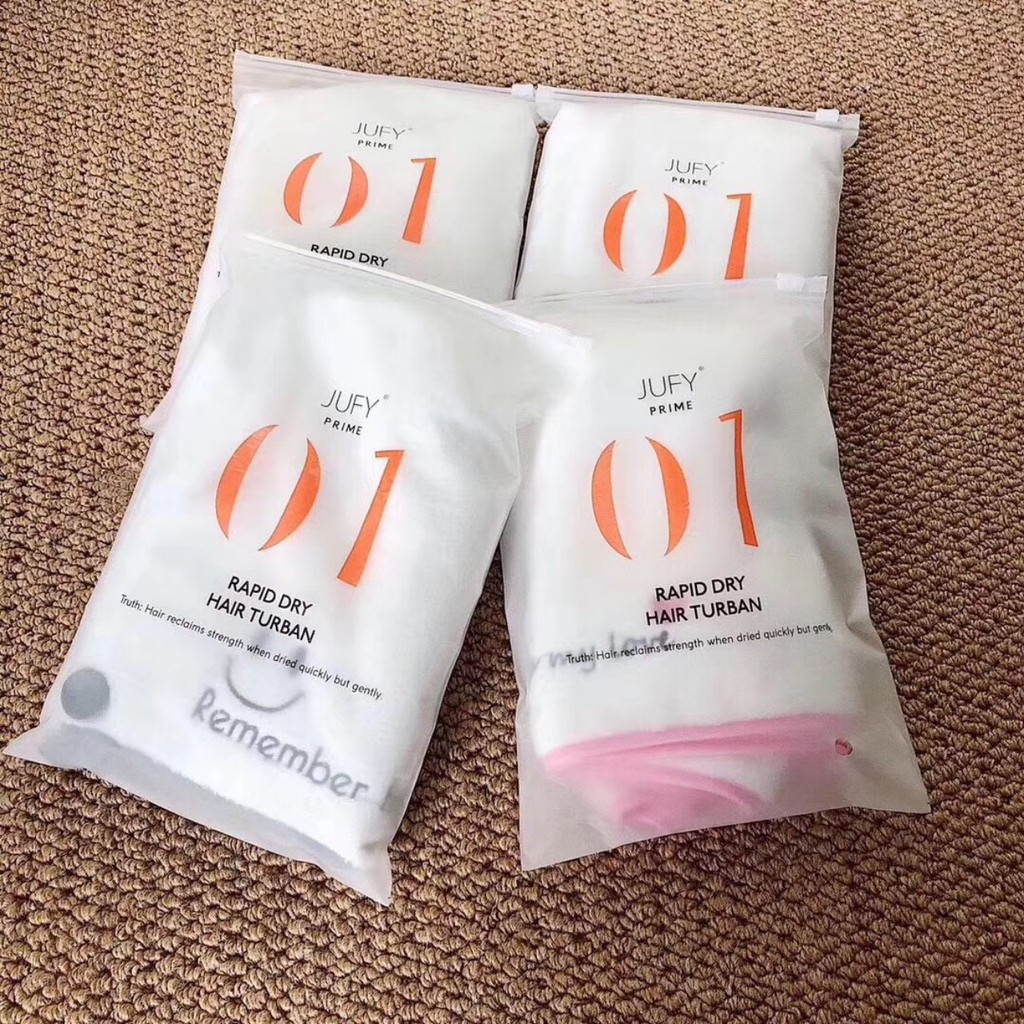 JUFY®
PRIME
01
RAPID DRY
JUFY
PRIME
01
JUFY®
PRIME
01
RAPID DRY
HAIR TURBAN
Truth: Hair reclaims strength when dried quickly but gently.
Remember
JUFY®
PRIME
01
RAPID DRY
HAIR TURBAN
Truth: Hair reclaims strength when dried quickly but gently.
my love